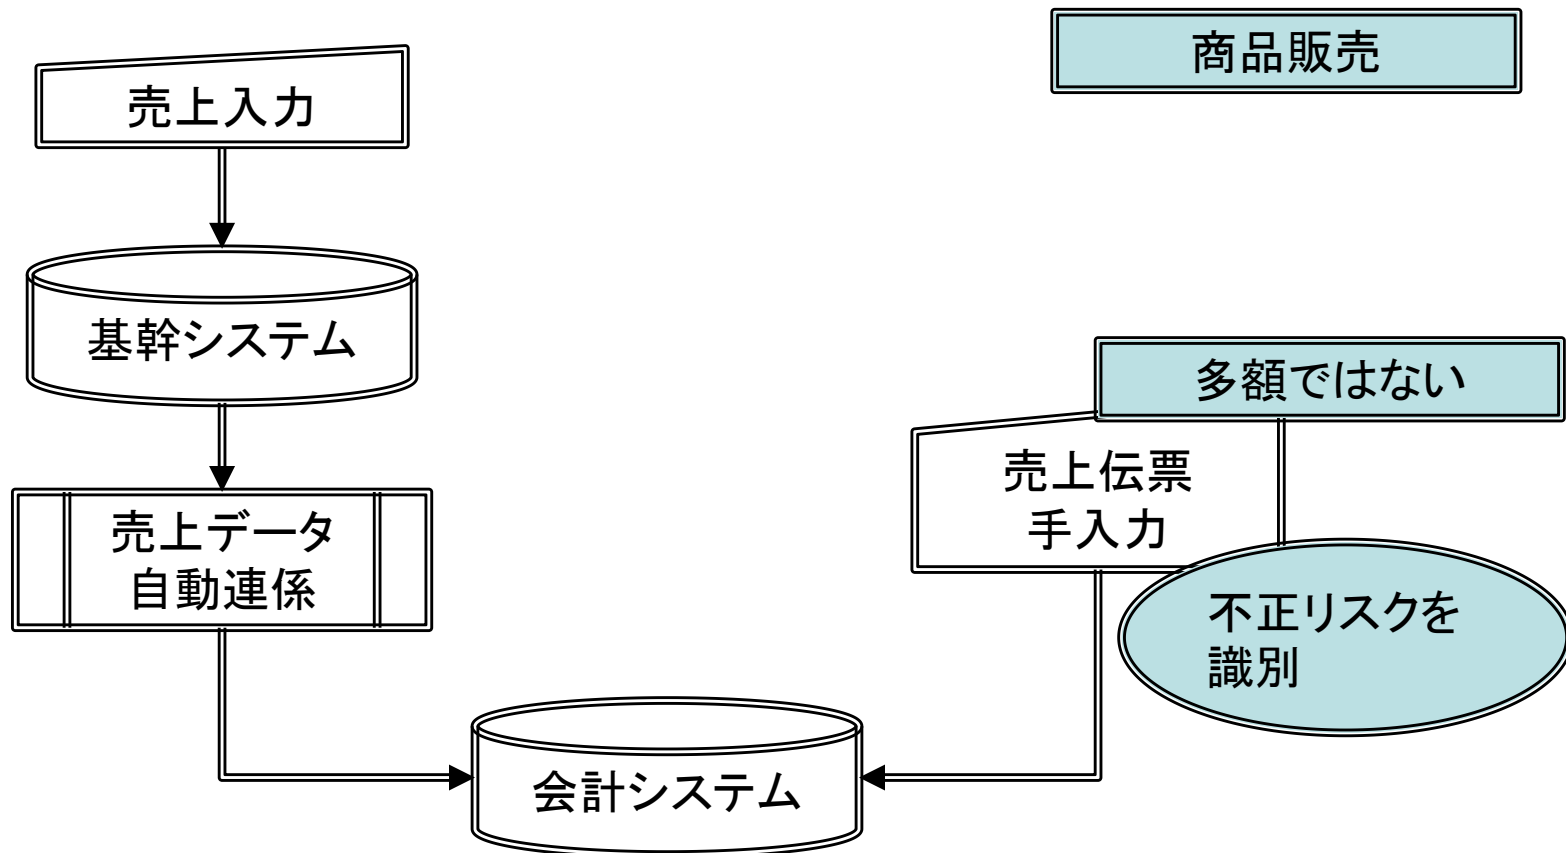 商品販売
売上入力
基幹システム
多額ではない
売上伝票
手入力
売上データ
自動連係
不正リスクを
識別
会計システム